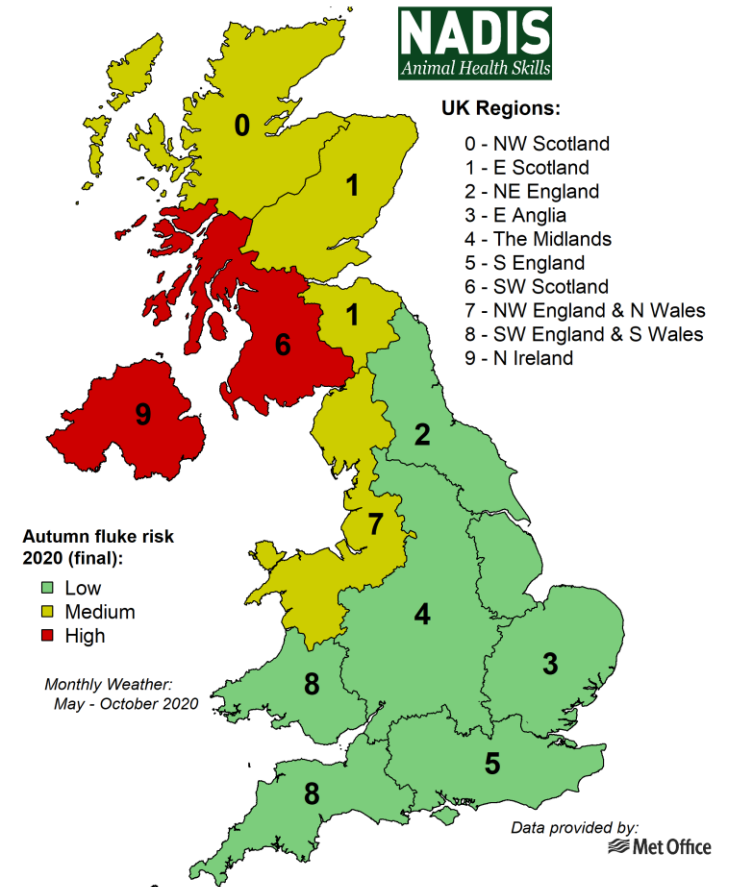 NADIS
Animal Health Skills
UK Regions:
0 - NW Scotland
1 - E Scotland
2 - NE England
3 - E Anglia
4 - The Midlands
5 - S England
6 - SW Scotland
7 - NW England & N Wales
8 - SW England & S Wales
9 - N Ireland
0
1
1
6
9
2
7
4
3
8
5
8
Autumn fluke risk
2020 (final):
Low
Medium
High
Monthly Weather:
May - October 2020
Data provided by:
Met Office